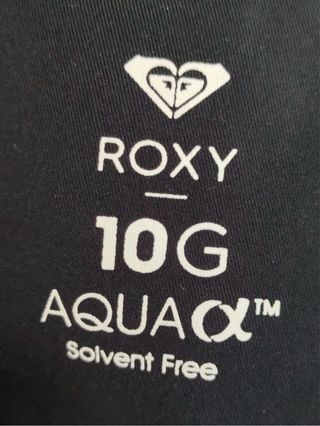 ROXY
10G
AQUAα™
Solvent Free